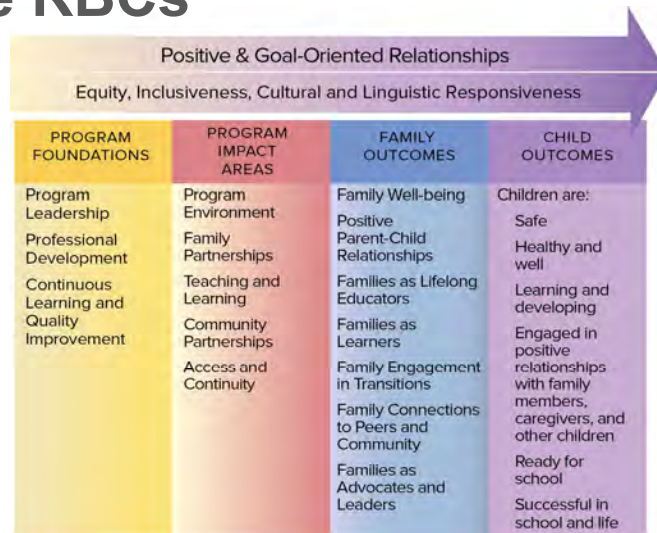 e RBCs
Positive & Goal-Oriented Relationships
Equity, Inclusiveness, Cultural and Linguistic Responsiveness
PROGRAM
FOUNDATIONS
Program
Leadership
Professional
Development
Continuous
Learning and
Quality
Improvement
PROGRAM
IMPACT
AREAS
Program
Environment
Family
Partnerships
Teaching and
Learning
Community
Partnerships
Access and
Continuity
FAMILY
OUTCOMES
Family Well-being
Positive
Parent-Child
Relationships
Families as Lifelong
Educators
Families as
Learners
Family Engagement
in Transitions
Family Connections
to Peers and
Community
Families as
Advocates and
Leaders
CHILD
OUTCOMES
Children are:
Safe
Healthy and
well
Learning and
developing
Engaged in
positive
relationships
with family
members,
caregivers, and
other children
Ready for
school
Successful in
school and life